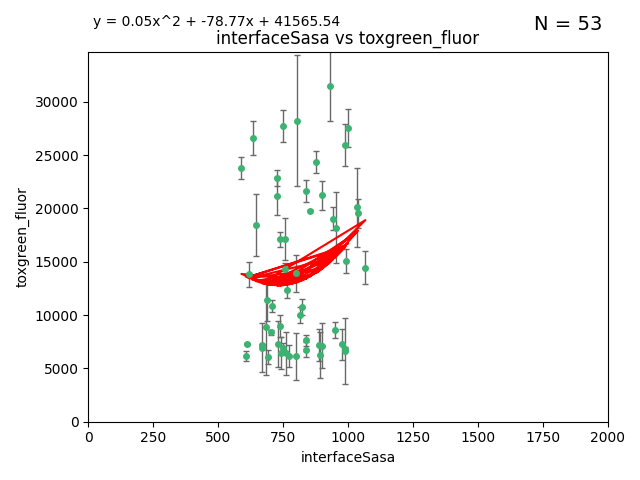 y = 0.05x^2 + -78.77x + 41565.54
N = 53
interfaceSasa vs toxgreen_fluor
30000
25000
20000
15000
10000
5000
0
toxgreen_fluor
0 250 500 750 1000 1250 1500 1750 2000
interfaceSasa